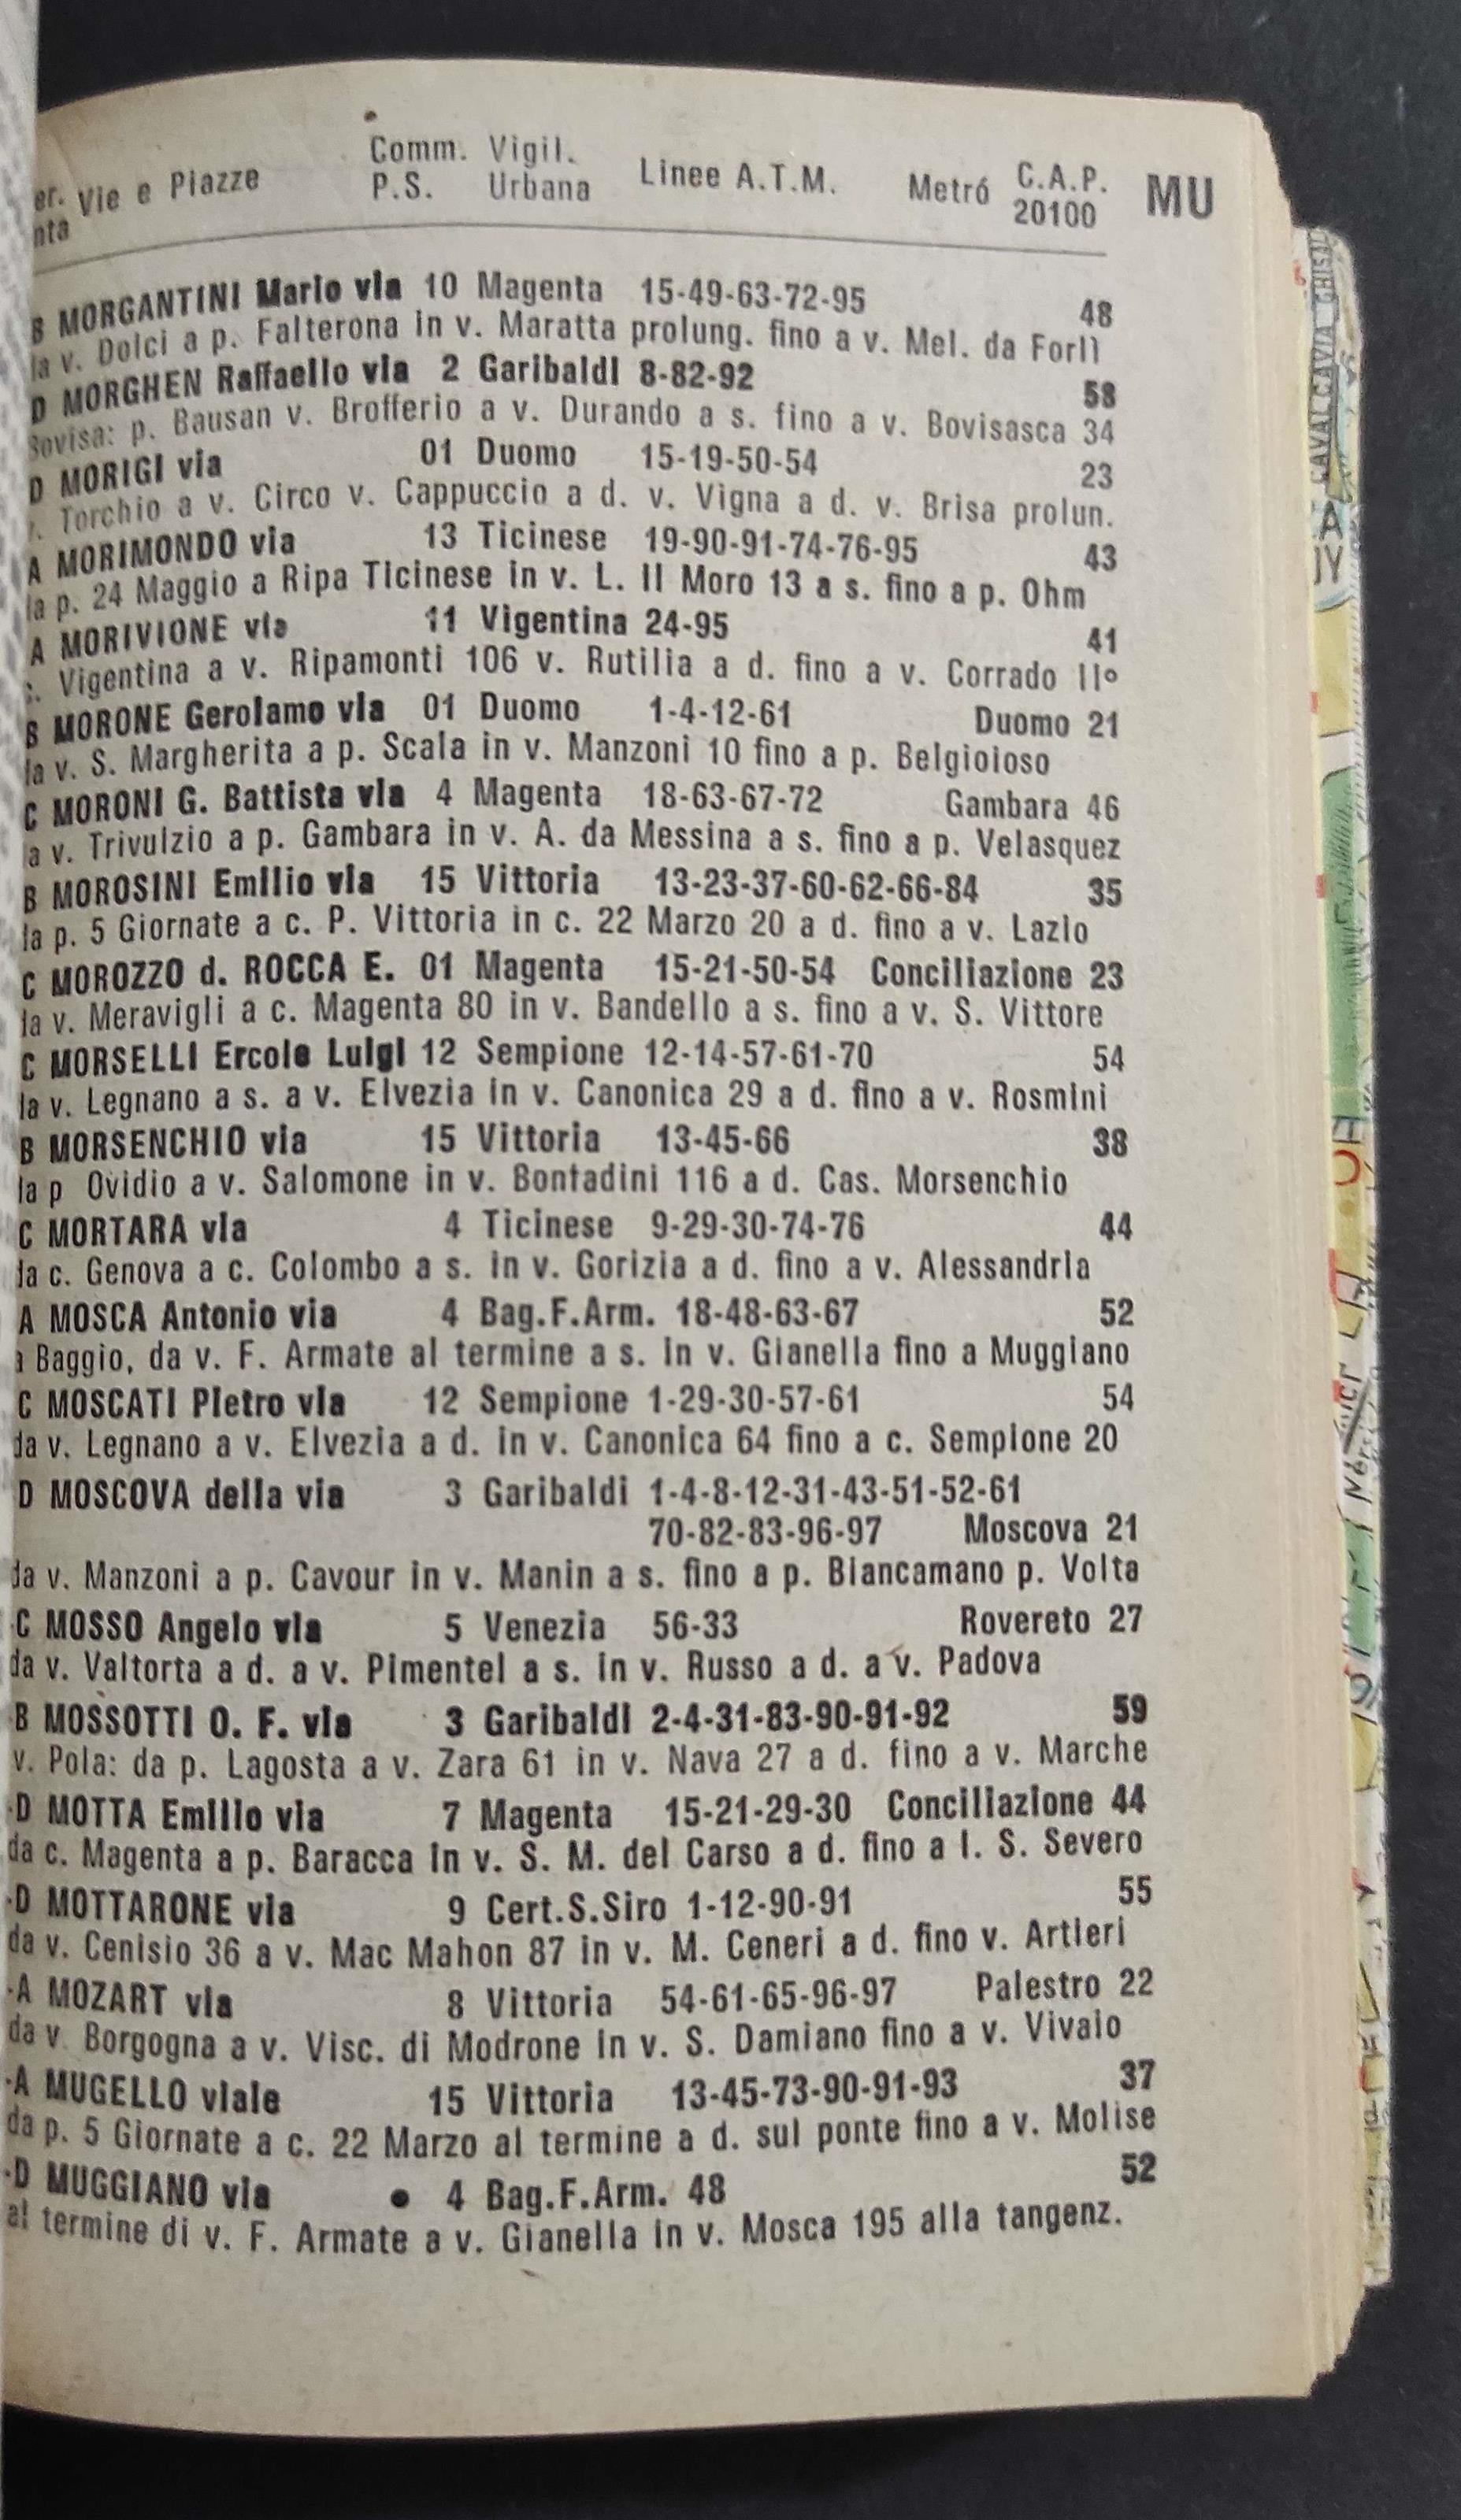 er. Vie e Piazze Comm. Vigil. Linee A.T.M. Metró C.A.P. MU
nta P.S. Urbana 20100
B MORGANTINI Mario via 10 Magenta 15-49-63-72-95 48
la v. Dolci a p. Falterona in v. Maratta prolung. fino a v. Mel. da Forlì
D MORGHEN Raffaello via 2 Garibaldi 8-82-92 58
Bovisa: p. Bausan v. Brofferio a v. Durando a s. fino a v. Bovisasca 34
D MORIGI via 01 Duomo 15-19-50-54 23
. Torchio a v. Circo v. Cappuccio a d. v. Vigna a d. v. Brisa prolun.
A MORIMONDO via 13 Ticinese 19-90-91-74-76-95 43
la p. 24 Maggio a Ripa Ticinese in v. L. Il Moro 13 a s. fino a p. Ohm
A MORIVIONE via 11 Vigentina 24-95 41
. Vigentina a v. Ripamonti 106 v. Rutilia a d. fino a v. Corrado II°
B MORONE Gerolamo via 01 Duomo 1-4-12-61 Duomo 21
la v. S. Margherita a p. Scala in v. Manzoni 10 fino a p. Belgioioso
C MORONI G. Battista via 4 Magenta 18-63-67-72 Gambara 46
a v. Trivulzio a p. Gambara in v. A. da Messina a s. fino a p. Velasquez
B MOROSINI Emilio via 15 Vittoria 13-23-37-60-62-66-84 35
la p. 5 Giornate a c. P. Vittoria in c. 22 Marzo 20 a d. fino a v. Lazio
C MOROZZO d. ROCCA E. 01 Magenta 15-21-50-54 Conciliazione 23
la v. Meravigli a c. Magenta 80 in v. Bandello a s. fino a v. S. Vittore
C MORSELLI Ercole Luigi 12 Sempione 12-14-57-61-70 54
la v. Legnano a s. a v. Elvezia in v. Canonica 29 a d. fino a v. Rosmini
B MORSENCHIO via 15 Vittoria 13-45-66 38
la p Ovidio a v. Salomone in v. Bontadini 116 a d. Cas. Morsenchio
C MORTARA via 4 Ticinese 9-29-30-74-76 44
da c. Genova a c. Colombo a s. in v. Gorizia a d. fino a v. Alessandria
A MOSCA Antonio via 4 Bag.F.Arm. 18-48-63-67 52
a Baggio, da v. F. Armate al termine a s. in v. Gianella fino a Muggiano
C MOSCATI Pietro via 12 Sempione 1-29-30-57-61 54
da v. Legnano a v. Elvezia a d. in v. Canonica 64 fino a c. Sempione 20
D MOSCOVA della via 3 Garibaldi 1-4-8-12-31-43-51-52-61
70-82-83-96-97 Moscova 21
da v. Manzoni a p. Cavour in v. Manin a s. fino a p. Biancamano p. Volta
C MOSSO Angelo via 5 Venezia 56-33 Rovereto 27
da v. Valtorta a d. a v. Pimentel a s. in v. Russo a d. a v. Padova
B MOSSOTTI O. F. via 3 Garibaldi 2-4-31-83-90-91-92 59
v. Pola: da p. Lagosta a v. Zara 61 in v. Nava 27 a d. fino a v. Marche
-D MOTTA Emilio via 7 Magenta 15-21-29-30 Conciliazione 44
da c. Magenta a p. Baracca in v. S. M. del Carso a d. fino a l. S. Severo
-D MOTTARONE via 9 Cert.S.Siro 1-12-90-91 55
da v. Cenisio 36 a v. Mac Mahon 87 in v. M. Ceneri a d. fino v. Artieri
-A MOZART via 8 Vittoria 54-61-65-96-97 Palestro 22
da v. Borgogna a v. Visc. di Modrone in v. S. Damiano fino a v. Vivaio
-A MUGELLO viale 15 Vittoria 13-45-73-90-91-93 37
da p. 5 Giornate a c. 22 Marzo al termine a d. sul ponte fino a v. Molise
-D MUGGIANO via ● 4 Bag.F.Arm. 48 52
al termine di v. F. Armate a v. Gianella in v. Mosca 195 alla tangenz.